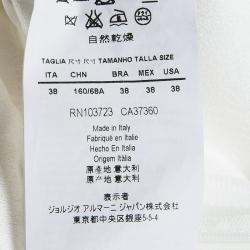 自然乾燥
TAGLIA 尺寸 尺寸 TAMANHO TALLA SIZE
ITA CHN BRA MEX USA
38 160/68A 38 38 38
RN103723 CA37360
Made in Italy
Fabriqué en Italie
Hecho En Italia
Origem Itália
原產地 意大利
原产地 意大利
表示者
ジョルジオ アルマーニ ジャパン株式会社
東京都中央区銀座5-5-4